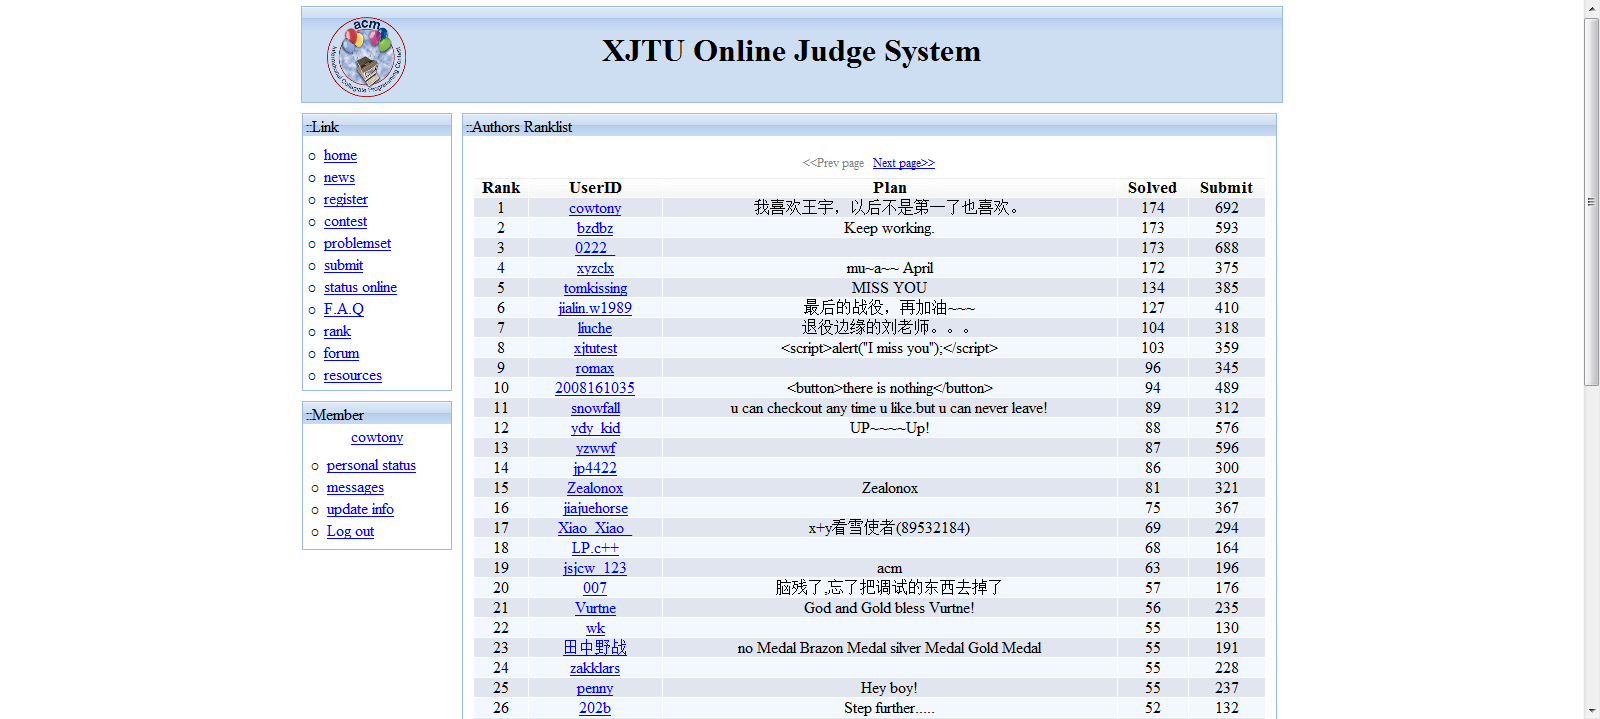 acm
International Collegiate Programming Contest
XJTU Online Judge System
::Link
home
news
register
contest
problemset
submit
status online
F.A.Q
rank
forum
resources
::Member
cowtony
personal status
messages
update info
Log out
::Authors Ranklist
<<Prev page Next page>>
Rank UserID Plan Solved Submit
1 cowtony 我喜欢王宇，以后不是第一了也喜欢。 174 692
2 bzdbz Keep working. 173 593
3 0222_ 173 688
4 xyzclx mu~a~~ April 172 375
5 tomkissing MISS YOU 134 385
6 jialin.w1989 最后的战役，再加油~~~ 127 410
7 liuche 退役边缘的刘老师。。。 104 318
8 xjtutest <script>alert("I miss you");</script> 103 359
9 romax 96 345
10 2008161035 <button>there is nothing</button> 94 489
11 snowfall u can checkout any time u like.but u can never leave! 89 312
12 ydy_kid UP~~~~Up! 88 576
13 yzwwf 87 596
14 jp4422 86 300
15 Zealonox Zealonox 81 321
16 jiajuehorse 75 367
17 Xiao_Xiao_ x+y看雪使者(89532184) 69 294
18 LP.c++ 68 164
19 jsjcw_123 acm 63 196
20 007 脑残了,忘了把调试的东西去掉了 57 176
21 Vurtne God and Gold bless Vurtne! 56 235
22 wk 55 130
23 田中野战 no Medal Brazon Medal silver Medal Gold Medal 55 191
24 zakklars 55 228
25 penny Hey boy! 55 237
26 202b Step further..... 52 132